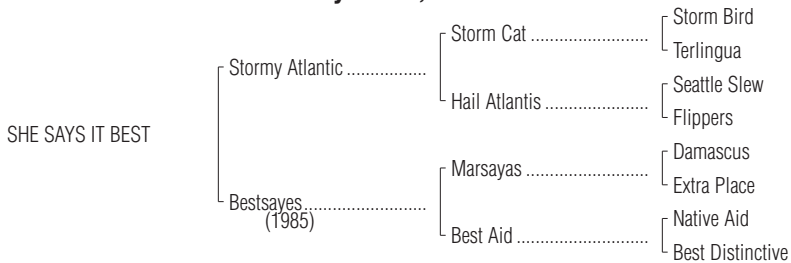 Storm Bird
Storm Cat ........................
Terlingua
Stormy Atlantic .................
Seattle Slew
Hail Atlantis .....................
Flippers
SHE SAYS IT BEST
Damascus
Marsayas .........................
Extra Place
Bestsayes.........................
(1985)
Native Aid
Best Aid ...........................
Best Distinctive